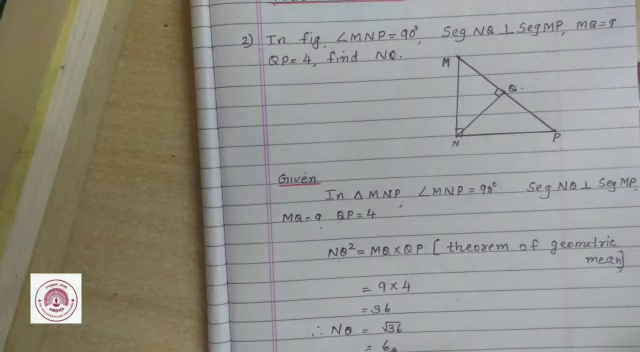 2) In fig. ∠MNP=90°, Seg NQ ⊥ Seg MP, MQ=9
QP=4, find NQ.
M
Q
N
P
Given
In Δ MNP, ∠MNP=90° Seg NQ ⊥ Seg MP,
MQ=9 QP=4
NQ²= MQ×QP [theorem of geometric
mean]
= 9×4
=36
∴ NQ = √36
= 6